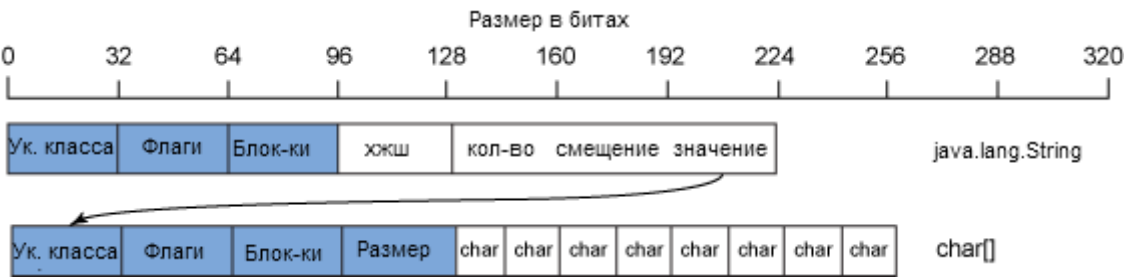 Размер в битах
0 32 64 96 128 160 192 224 256 288 320
Ук. класса Флаги Блок-ки хжш кол-во смещение значение java.lang.String
Ук. класса Флаги Блок-ки Размер char char char char char char char char char[]